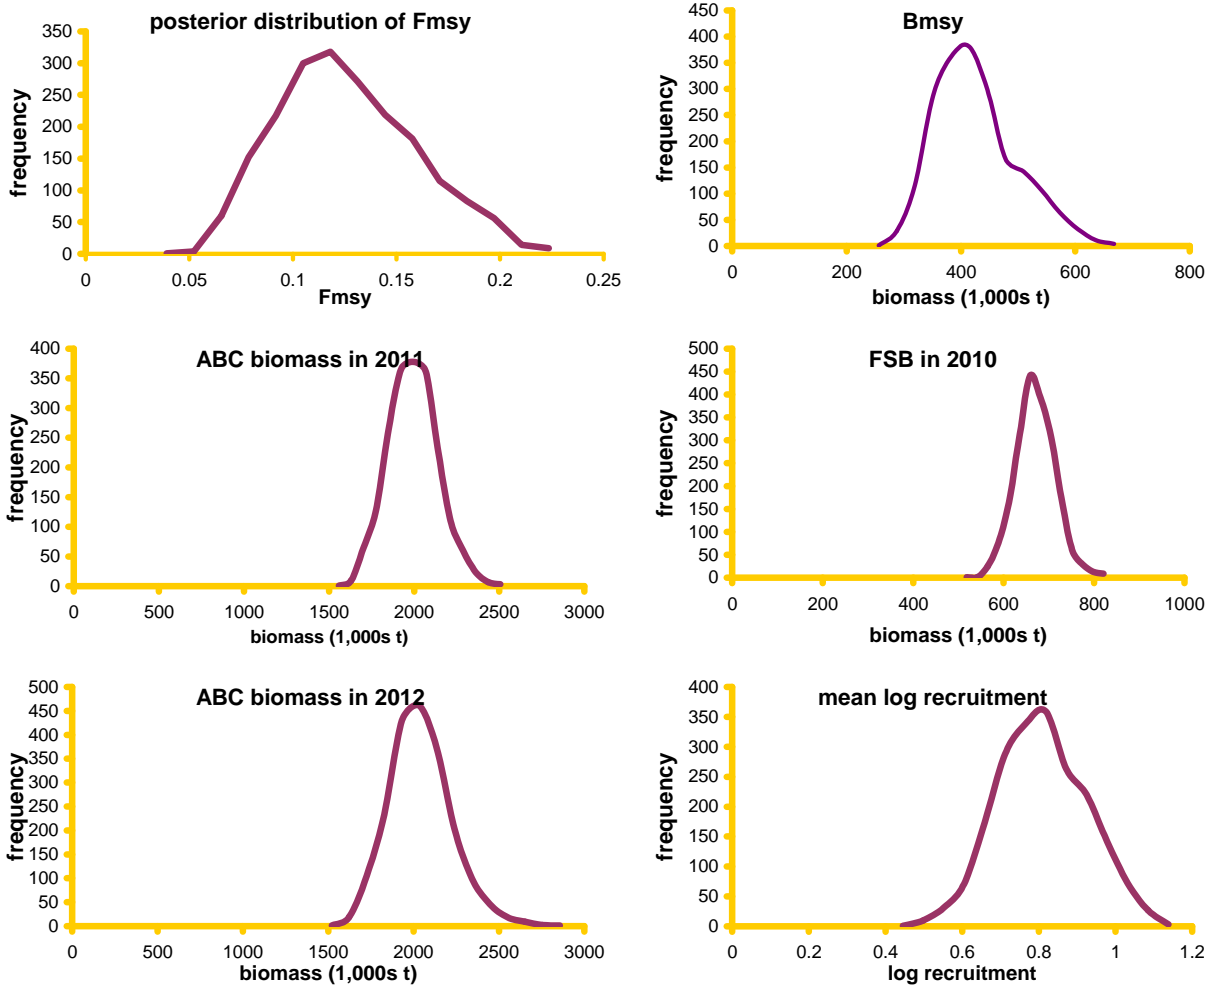 posterior distribution of Fmsy
350
300
250
200
150
100
50
0
frequency
0 0.05 0.1 0.15 0.2 0.25
Fmsy
Bmsy
450
400
350
300
250
200
150
100
50
0
frequency
0 200 400 600 800
biomass (1,000s t)
ABC biomass in 2011
400
350
300
250
200
150
100
50
0
frequency
0 500 1000 1500 2000 2500 3000
biomass (1,000s t)
FSB in 2010
500
450
400
350
300
250
200
150
100
50
0
frequency
0 200 400 600 800 1000
biomass (1,000s t)
ABC biomass in 2012
500
450
400
350
300
250
200
150
100
50
0
frequency
0 500 1000 1500 2000 2500 3000
biomass (1,000s t)
mean log recruitment
400
350
300
250
200
150
100
50
0
frequency
0 0.2 0.4 0.6 0.8 1 1.2
log recruitment